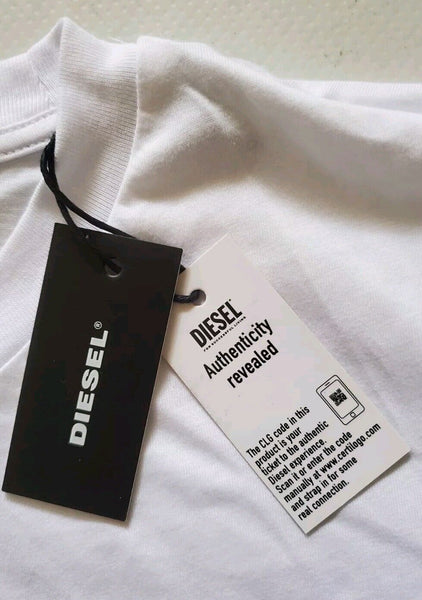 DIESEL®
DIESEL®
FOR SUCCESSFUL LIVING
Authenticity
revealed
The CLG code in this
product is your
ticket to the authentic
Diesel experience.
Scan it or enter the code
manually at www.certilogo.com
and strap in for some
real connection.